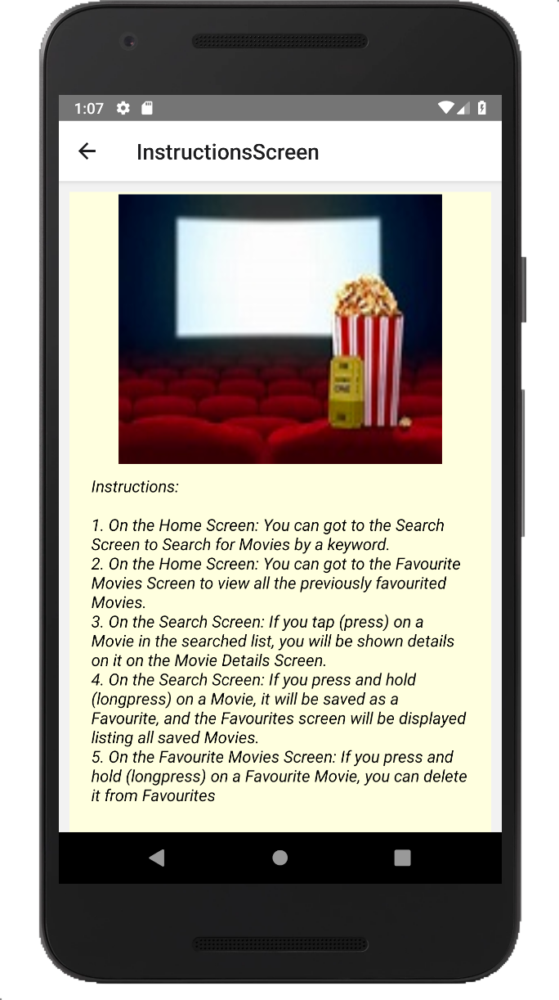 1:07
InstructionsScreen
ONE
Instructions:
1. On the Home Screen: You can got to the Search
Screen to Search for Movies by a keyword.
2. On the Home Screen: You can got to the Favourite
Movies Screen to view all the previously favourited
Movies.
3. On the Search Screen: If you tap (press) on a
Movie in the searched list, you will be shown details
on it on the Movie Details Screen.
4. On the Search Screen: If you press and hold
(longpress) on a Movie, it will be saved as a
Favourite, and the Favourites screen will be displayed
listing all saved Movies.
5. On the Favourite Movies Screen: If you press and
hold (longpress) on a Favourite Movie, you can delete
it from Favourites